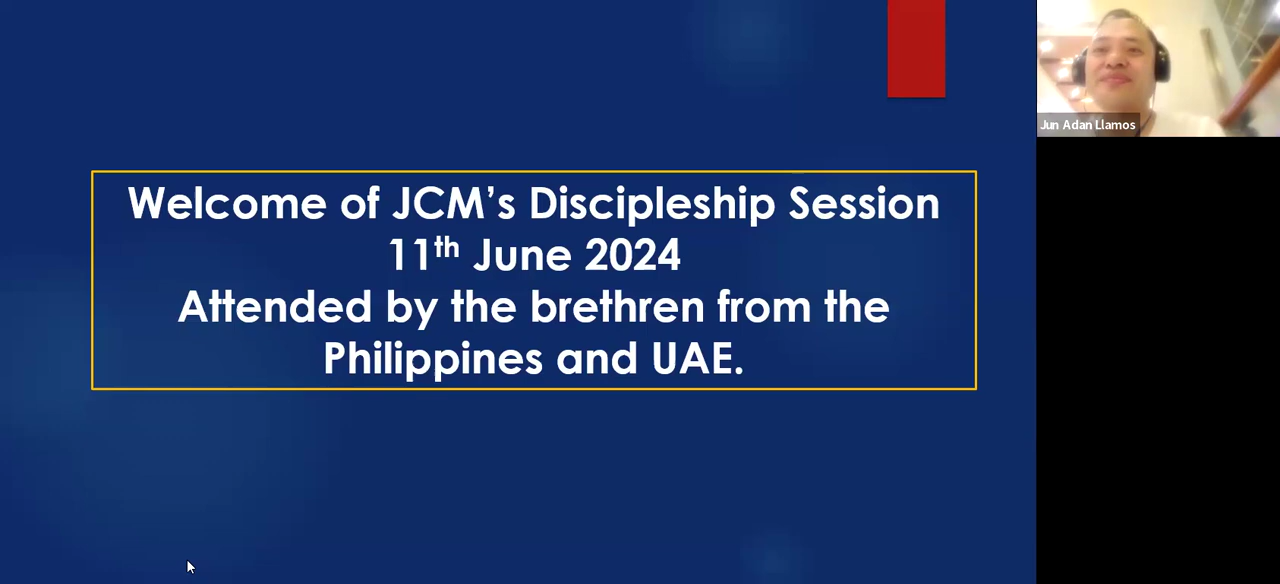 Welcome of JCM’s Discipleship Session
11th June 2024
Attended by the brethren from the
Philippines and UAE.
Jun Adan Llamos